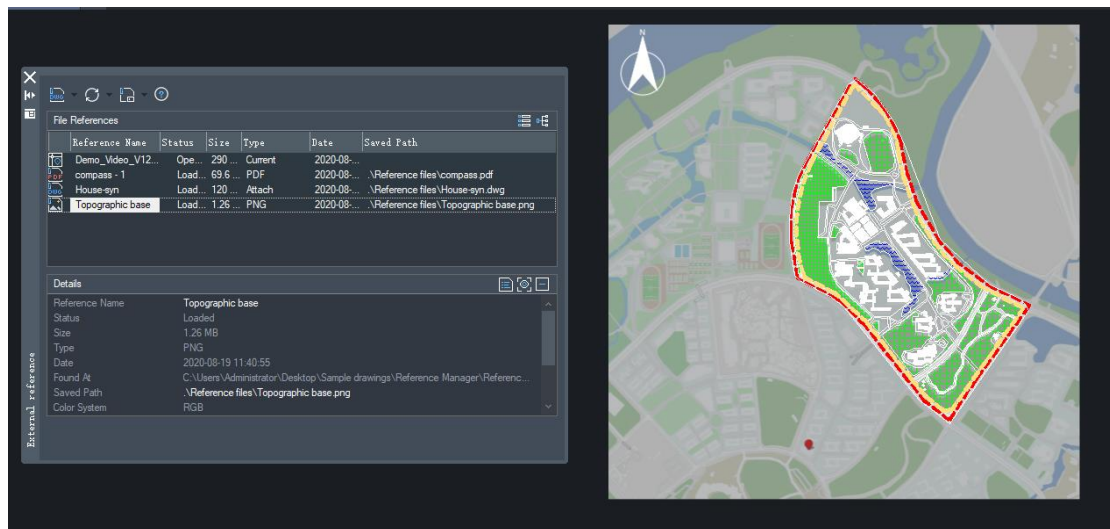 N
DWG
File References
Reference Name Status Size Type Date Saved Path
Demo_Video_V12... Ope... 290 ... Current 2020-08-...
PDF compass - 1 Load... 69.6 ... PDF 2020-08-... .\Reference files\compass.pdf
DWG House-syn Load... 120 ... Attach 2020-08-... .\Reference files\House-syn.dwg
Topographic base Load... 1.26 ... PNG 2020-08-... .\Reference files\Topographic base.png
Details
Reference Name Topographic base
Status Loaded
Size 1.26 MB
Type PNG
Date 2020-08-19 11:40:55
Found At C:\Users\Administrator\Desktop\Sample drawings\Reference Manager\Referenc...
Saved Path .\Reference files\Topographic base.png
Color System RGB
External reference